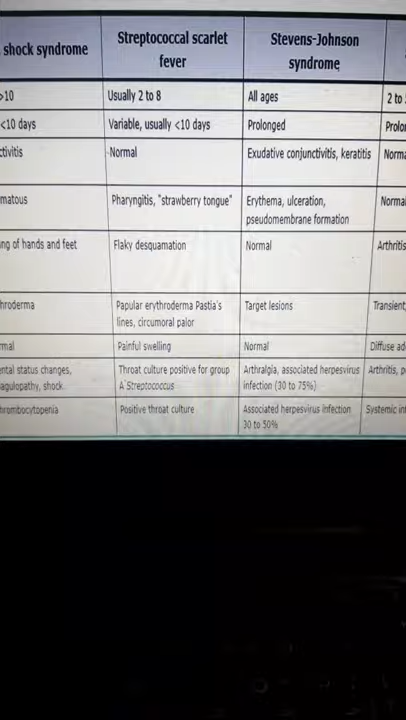 shock syndrome
Streptococcal scarlet
fever
Stevens-Johnson
syndrome
>10
Usually 2 to 8
All ages
2 to
<10 days
Variable, usually <10 days
Prolonged
Prolon
ctivitis
Normal
Exudative conjunctivitis, keratitis
Norma
matous
Pharyngitis, "strawberry tongue"
Erythema, ulceration,
pseudomembrane formation
Normal
ng of hands and feet
Flaky desquamation
Normal
Arthritis
hroderma
Papular erythroderma Pastia's
lines, circumoral palor
Target lesions
Transient,
rmal
Painful swelling
Normal
Diffuse ad
ental status changes,
agulopathy, shock
Throat culture positive for group
A Streptococcus
Arthralgia, associated herpesvirus
infection (30 to 75%)
Arthritis, p
hrombocytopenia
Positive throat culture
Associated herpesvirus infection
30 to 50%
Systemic in